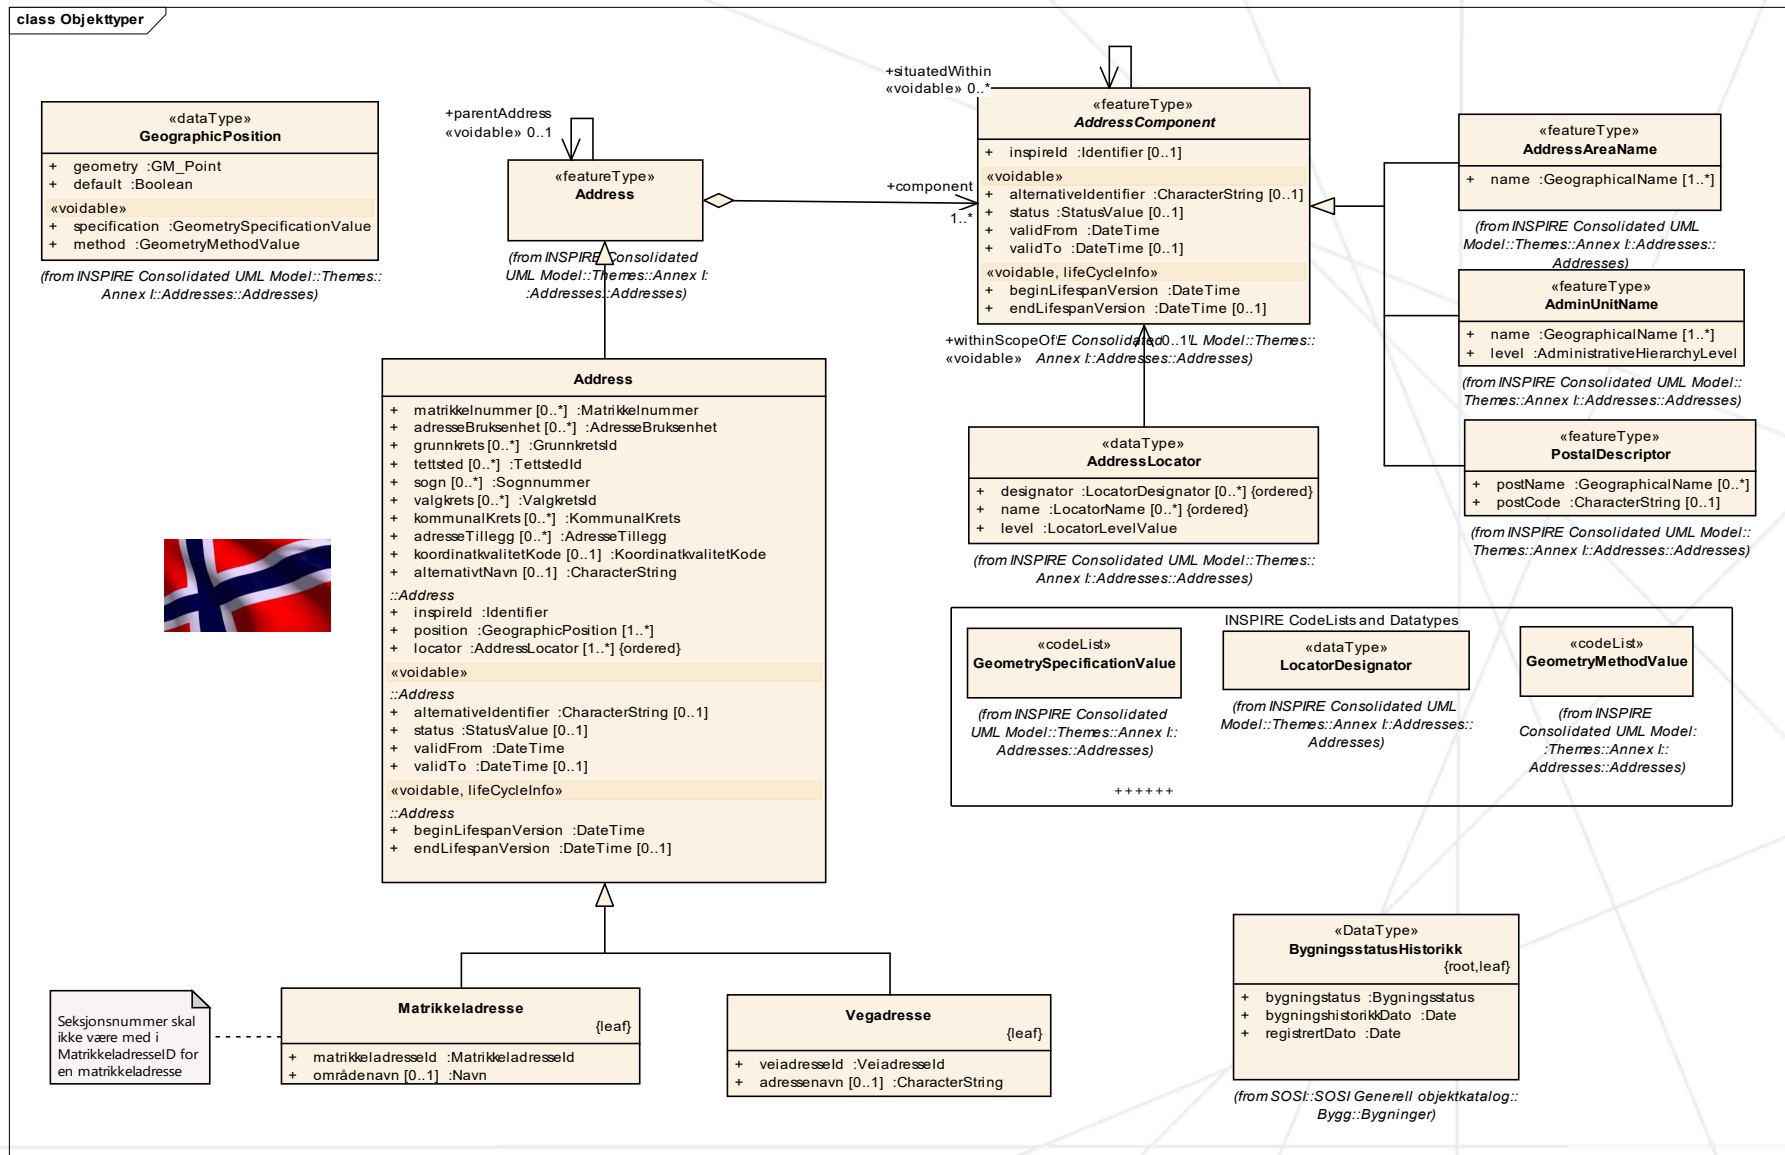 class Objekttyper
«dataType»
GeographicPosition
+ geometry :GM_Point
+ default :Boolean
«voidable»
+ specification :GeometrySpecificationValue
+ method :GeometryMethodValue
(from INSPIRE Consolidated UML Model::Themes::
Annex I::Addresses::Addresses)
+parentAddress
«voidable» 0..1
«featureType»
Address
(from INSPIRE Consolidated
UML Model::Themes::Annex I:
:Addresses::Addresses)
+situatedWithin
«voidable» 0..*
+component
1..*
«featureType»
AddressComponent
+ inspireId :Identifier [0..1]
«voidable»
+ alternativeIdentifier :CharacterString [0..1]
+ status :StatusValue [0..1]
+ validFrom :DateTime
+ validTo :DateTime [0..1]
«voidable, lifeCycleInfo»
+ beginLifespanVersion :DateTime
+ endLifespanVersion :DateTime [0..1]
+withinScopeOf E Consolidated 0..1 L Model::Themes::
«voidable» Annex I::Addresses::Addresses)
«featureType»
AddressAreaName
+ name :GeographicalName [1..*]
(from INSPIRE Consolidated UML
Model::Themes::Annex I::Addresses::
Addresses)
«featureType»
AdminUnitName
+ name :GeographicalName [1..*]
+ level :AdministrativeHierarchyLevel
(from INSPIRE Consolidated UML Model::
Themes::Annex I::Addresses::Addresses)
«featureType»
PostalDescriptor
+ postName :GeographicalName [0..*]
+ postCode :CharacterString [0..1]
(from INSPIRE Consolidated UML Model::
Themes::Annex I::Addresses::Addresses)
Address
+ matrikkelnummer [0..*] :Matrikkelnummer
+ adresseBruksenhet [0..*] :AdresseBruksenhet
+ grunnkrets [0..*] :GrunnkretsId
+ tettsted [0..*] :TettstedId
+ sogn [0..*] :Sognnummer
+ valgkrets [0..*] :ValgkretsId
+ kommunalKrets [0..*] :KommunalKrets
+ adresseTillegg [0..*] :AdresseTillegg
+ koordinatkvalitetKode [0..1] :KoordinatkvalitetKode
+ alternativtNavn [0..1] :CharacterString
::Address
+ inspireId :Identifier
+ position :GeographicPosition [1..*]
+ locator :AddressLocator [1..*] {ordered}
«voidable»
::Address
+ alternativeIdentifier :CharacterString [0..1]
+ status :StatusValue [0..1]
+ validFrom :DateTime
+ validTo :DateTime [0..1]
«voidable, lifeCycleInfo»
::Address
+ beginLifespanVersion :DateTime
+ endLifespanVersion :DateTime [0..1]
«dataType»
AddressLocator
+ designator :LocatorDesignator [0..*] {ordered}
+ name :LocatorName [0..*] {ordered}
+ level :LocatorLevelValue
(from INSPIRE Consolidated UML Model::Themes::
Annex I::Addresses::Addresses)
INSPIRE CodeLists and Datatypes
«codeList»
GeometrySpecificationValue
(from INSPIRE Consolidated
UML Model::Themes::Annex I::
Addresses::Addresses)
«dataType»
LocatorDesignator
(from INSPIRE Consolidated UML
Model::Themes::Annex I::Addresses::
Addresses)
«codeList»
GeometryMethodValue
(from INSPIRE
Consolidated UML Model:
:Themes::Annex I::
Addresses::Addresses)
++++++
Seksjonsnummer skal
ikke være med i
MatrikkeladresseID for
en matrikkeladresse
Matrikkeladresse
{leaf}
+ matrikkeladresseId :MatrikkeladresseId
+ områdenavn [0..1] :Navn
Vegadresse
{leaf}
+ veiadresseId :VeiadresseId
+ adressenavn [0..1] :CharacterString
«DataType»
BygningsstatusHistorikk
{root,leaf}
+ bygningstatus :Bygningsstatus
+ bygningshistorikkDato :Date
+ registrertDato :Date
(from SOSI::SOSI Generell objektkatalog::
Bygg::Bygninger)